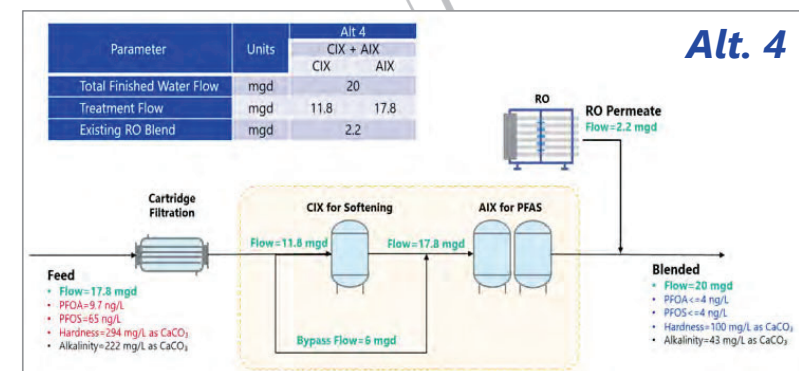 Alt. 4
Parameter Units Alt 4
CIX + AIX
CIX AIX
Total Finished Water Flow mgd 20
Treatment Flow mgd 11.8 17.8
Existing RO Blend mgd 2.2
RO
RO Permeate
Flow=2.2 mgd
Cartridge
Filtration
CIX for Softening
AIX for PFAS
Flow=11.8 mgd
Flow=17.8 mgd
Bypass Flow=6 mgd
Feed
• Flow=17.8 mgd
• PFOA=9.7 ng/L
• PFOS=65 ng/L
• Hardness=294 mg/L as CaCO₃
• Alkalinity=222 mg/L as CaCO₃
Blended
• Flow=20 mgd
• PFOA<=4 ng/L
• PFOS<=4 ng/L
• Hardness=100 mg/L as CaCO₃
• Alkalinity=43 mg/L as CaCO₃